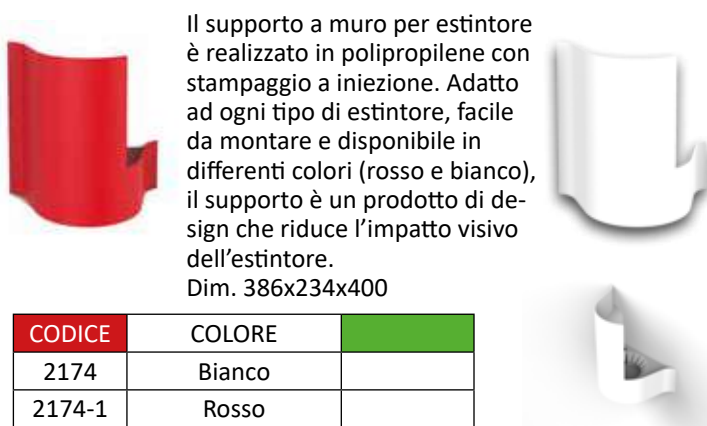 Il supporto a muro per estintore
è realizzato in polipropilene con
stampaggio a iniezione. Adatto
ad ogni tipo di estintore, facile
da montare e disponibile in
differenti colori (rosso e bianco),
il supporto è un prodotto di de-
sign che riduce l’impatto visivo
dell’estintore.
Dim. 386x234x400
CODICE COLORE
2174 Bianco
2174-1 Rosso